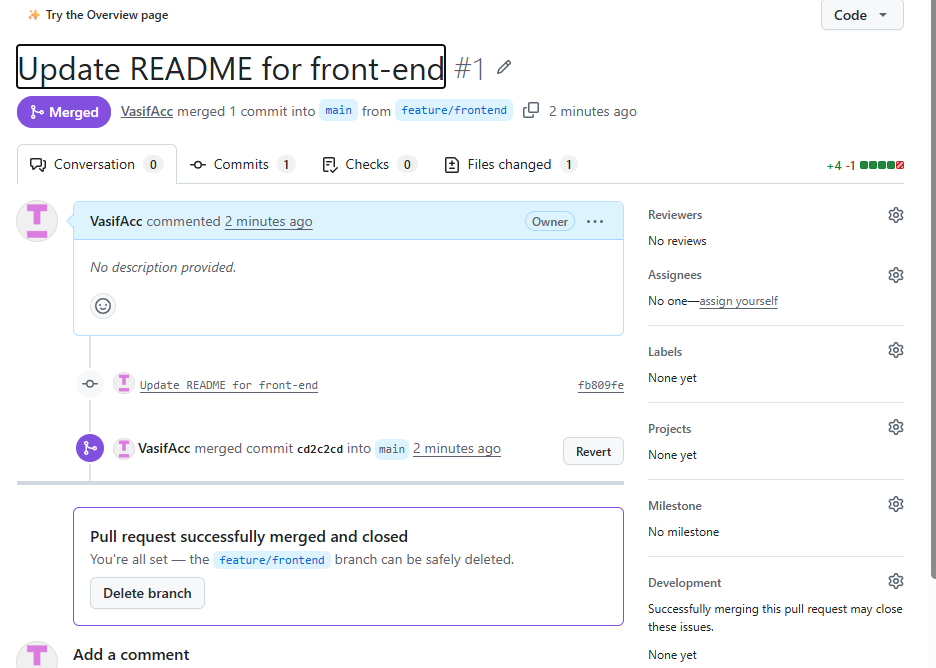 ✨ Try the Overview page
Code
Update README for front-end #1
Merged VasifAcc merged 1 commit into main from feature/frontend 2 minutes ago
Conversation 0 Commits 1 Checks 0 Files changed 1 +4 -1
VasifAcc commented 2 minutes ago Owner
No description provided.
Update README for front-end fb809fe
VasifAcc merged commit cd2c2cd into main 2 minutes ago Revert
Pull request successfully merged and closed
You're all set — the feature/frontend branch can be safely deleted.
Delete branch
Add a comment
Reviewers
No reviews
Assignees
No one—assign yourself
Labels
None yet
Projects
None yet
Milestone
No milestone
Development
Successfully merging this pull request may close
these issues.
None yet